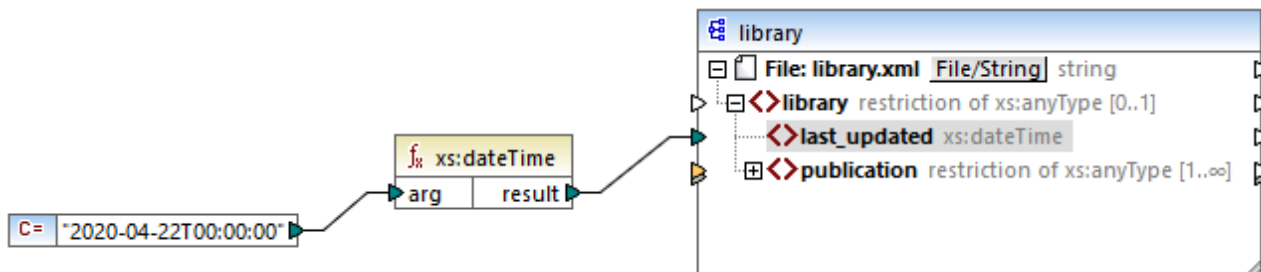 library
File: library.xml File/String string
library restriction of xs:anyType [0..1]
last_updated xs:dateTime
publication restriction of xs:anyType [1..∞]
fx xs:dateTime
arg result
C= "2020-04-22T00:00:00"